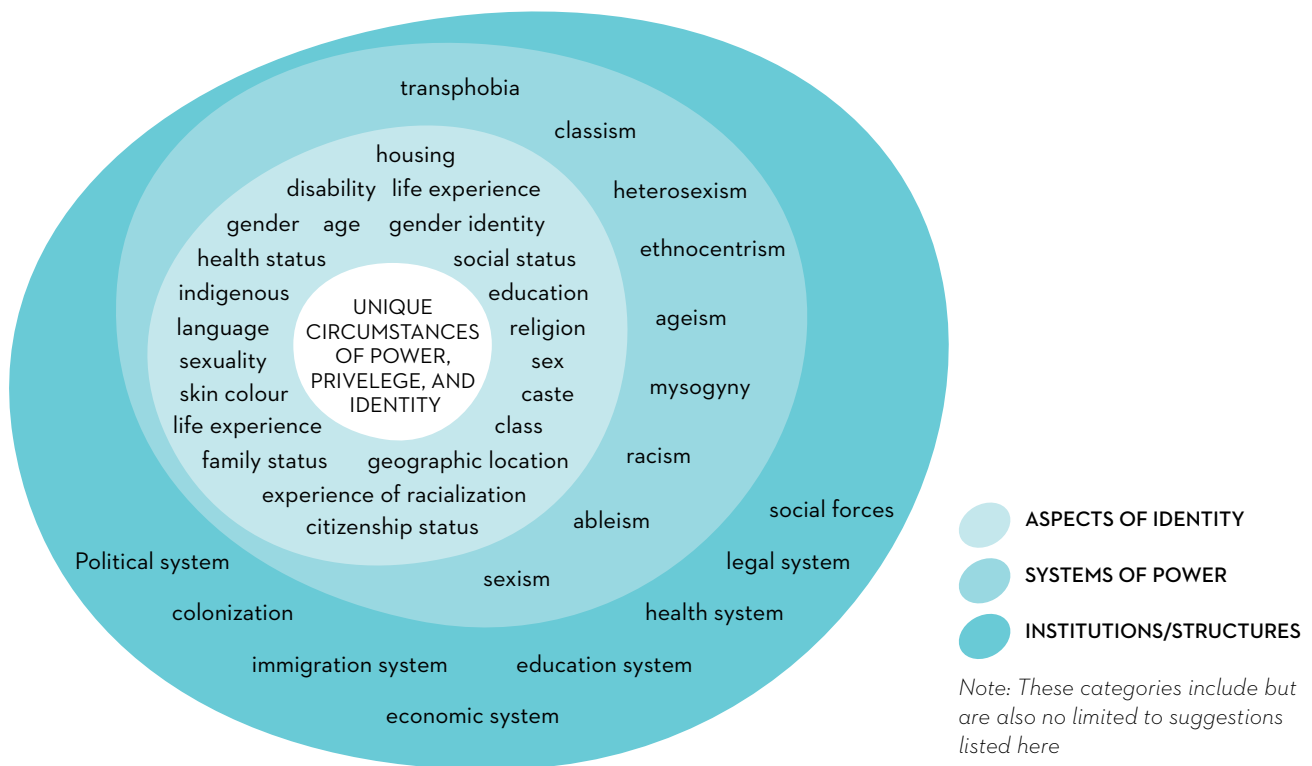 transphobia
classism
housing
disability life experience
heterosexism
gender age gender identity
ethnocentrism
health status social status
indigenous education
UNIQUE
CIRCUMSTANCES
OF POWER,
PRIVELEGE, AND
IDENTITY
language religion
ageism
sexuality sex
mysogyny
skin colour caste
life experience class
racism
family status geographic location
experience of racialization
social forces
ableism
citizenship status
Political system
legal system
sexism
colonization
health system
immigration system
education system
economic system
ASPECTS OF IDENTITY
SYSTEMS OF POWER
INSTITUTIONS/STRUCTURES
Note: These categories include but
are also no limited to suggestions
listed here